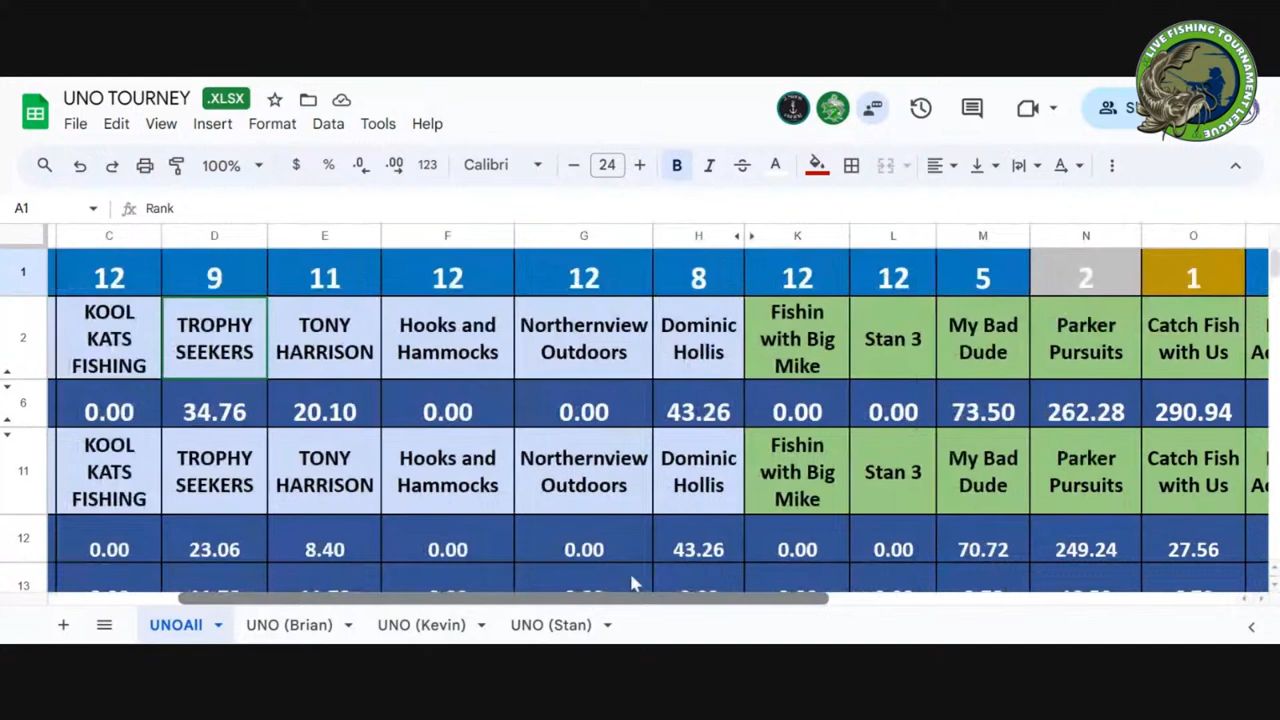 LIVE FISHING TOURNAMENT LEAGUE
UNO TOURNEY .XLSX
File Edit View Insert Format Data Tools Help
100% $ % .0 .00 123 Calibri 24 B I A
A1 fx Rank
C D E F G H K L M N O
1 12 9 11 12 12 8 12 12 5 2 1
2 KOOL KATS FISHING TROPHY SEEKERS TONY HARRISON Hooks and Hammocks Northernview Outdoors Dominic Hollis Fishin with Big Mike Stan 3 My Bad Dude Parker Pursuits Catch Fish with Us
6 0.00 34.76 20.10 0.00 0.00 43.26 0.00 0.00 73.50 262.28 290.94
11 KOOL KATS FISHING TROPHY SEEKERS TONY HARRISON Hooks and Hammocks Northernview Outdoors Dominic Hollis Fishin with Big Mike Stan 3 My Bad Dude Parker Pursuits Catch Fish with Us
12 0.00 23.06 8.40 0.00 0.00 43.26 0.00 0.00 70.72 249.24 27.56
13
UNOAll UNO (Brian) UNO (Kevin) UNO (Stan)